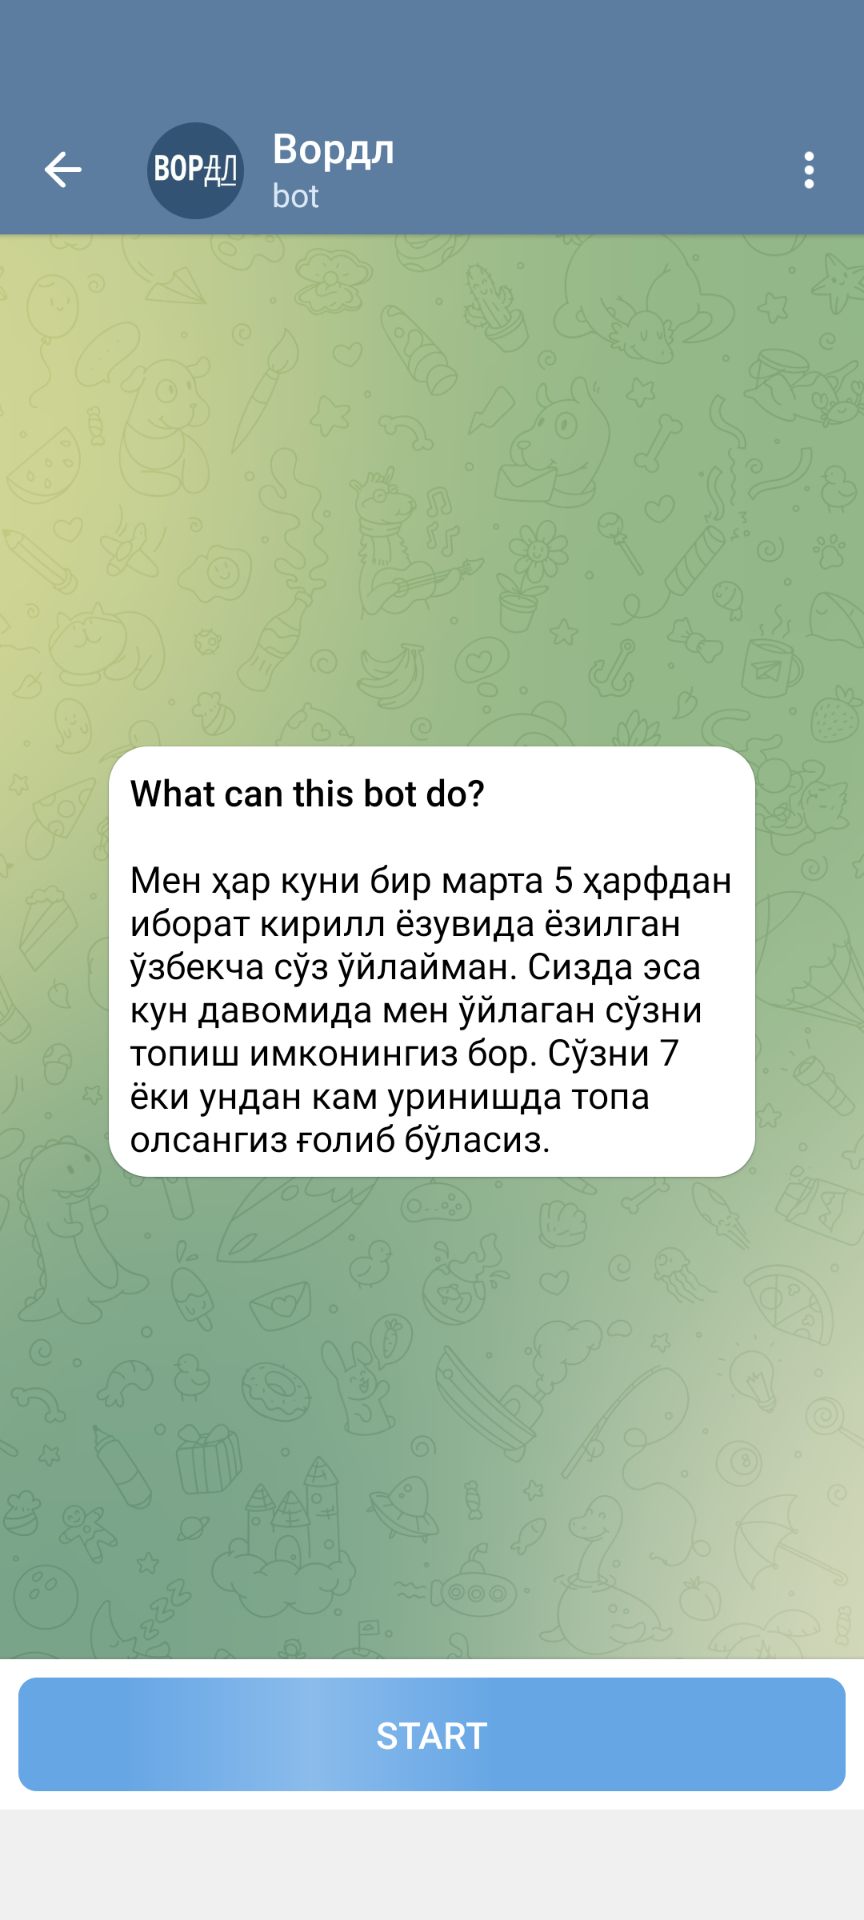 ВОРДЛ
Вордл
bot
What can this bot do?
Мен ҳар куни бир марта 5 ҳарфдан
иборат кирилл ёзувида ёзилган
ўзбекча сўз ўйлайман. Сизда эса
кун давомида мен ўйлаган сўзни
топиш имконингиз бор. Сўзни 7
ёки ундан кам уринишда топа
олсангиз ғолиб бўласиз.
START